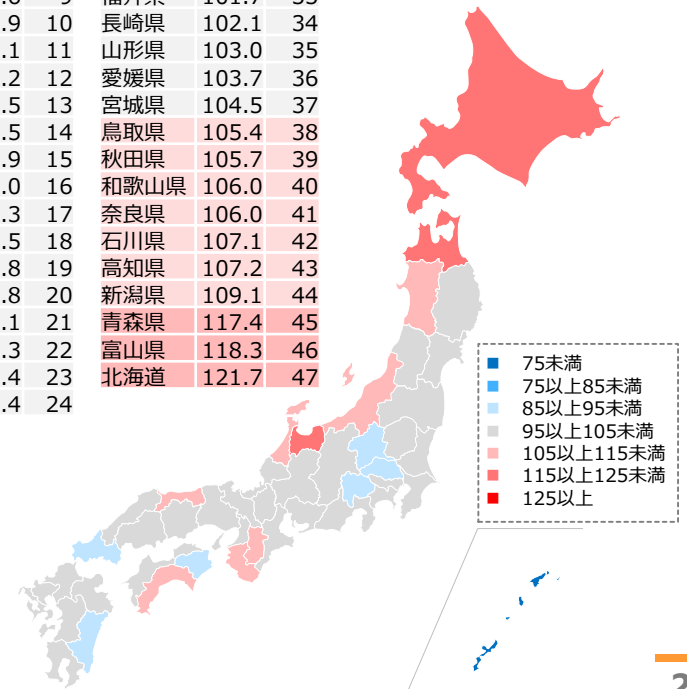 9
.9 10 長崎県 102.1 34
.1 11 山形県 103.0 35
.2 12 愛媛県 103.7 36
.5 13 宮城県 104.5 37
.5 14 鳥取県 105.4 38
.9 15 秋田県 105.7 39
.0 16 和歌山県 106.0 40
.3 17 奈良県 106.0 41
.5 18 石川県 107.1 42
.8 19 高知県 107.2 43
.8 20 新潟県 109.1 44
.1 21 青森県 117.4 45
.3 22 富山県 118.3 46
.4 23 北海道 121.7 47
.4 24
75未満
75以上85未満
85以上95未満
95以上105未満
105以上115未満
115以上125未満
125以上